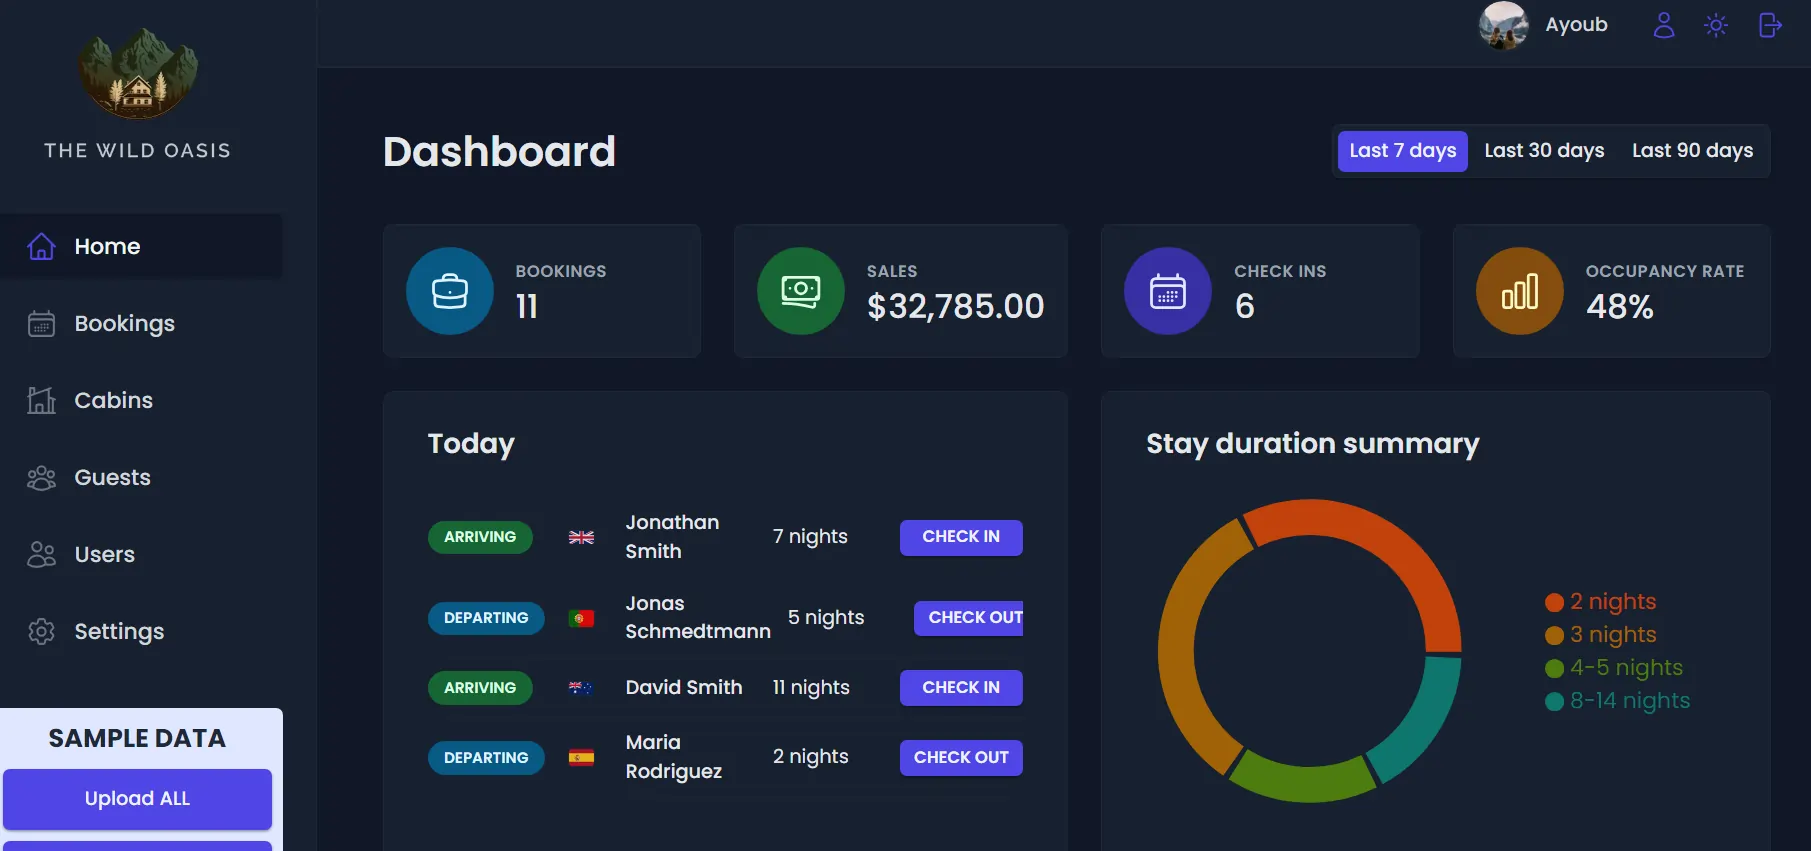 THE WILD OASIS
Home
Bookings
Cabins
Guests
Users
Settings
SAMPLE DATA
Upload ALL
Ayoub
Dashboard
Last 7 days Last 30 days Last 90 days
BOOKINGS
11
SALES
$32,785.00
CHECK INS
6
OCCUPANCY RATE
48%
Today
ARRIVING
Jonathan
Smith
7 nights
CHECK IN
DEPARTING
Jonas
Schmedtmann
5 nights
CHECK OUT
ARRIVING
David Smith
11 nights
CHECK IN
DEPARTING
Maria
Rodriguez
2 nights
CHECK OUT
Stay duration summary
2 nights
3 nights
4-5 nights
8-14 nights